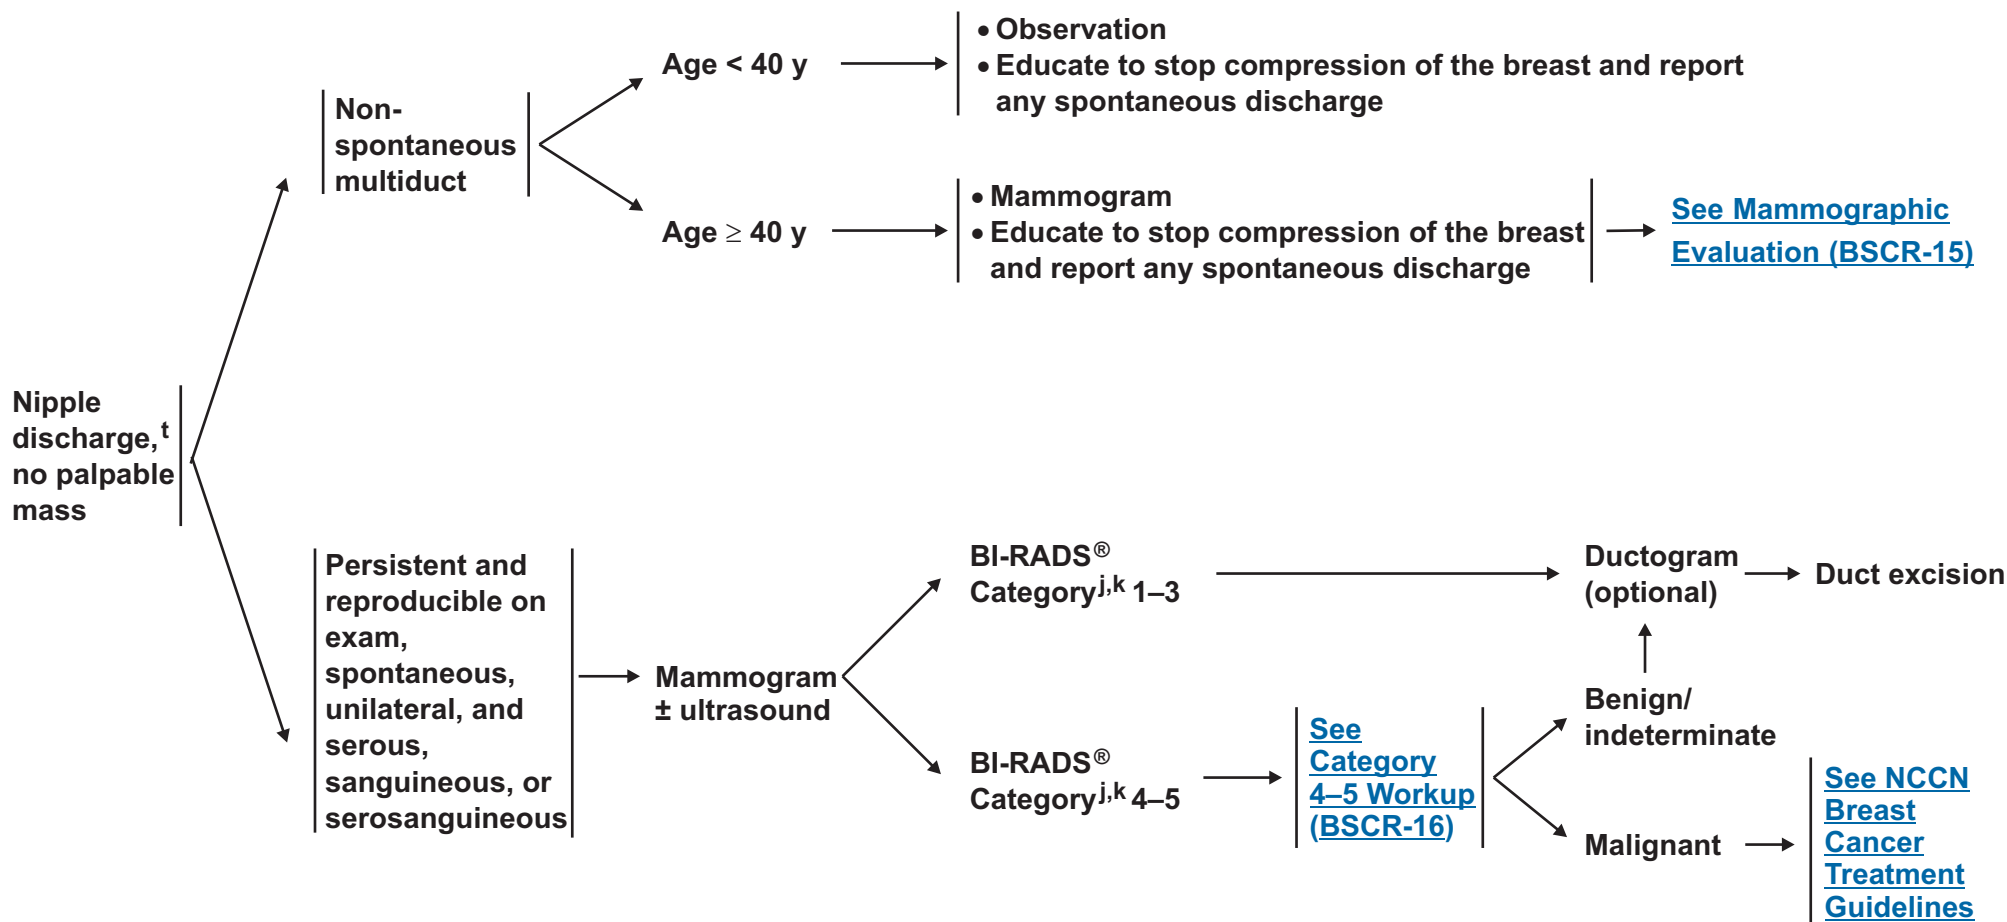 Nipple
discharge,t
no palpable
mass
Non-
spontaneous
multiduct
Age < 40 y
• Observation
• Educate to stop compression of the breast and report
any spontaneous discharge
Age ≥ 40 y
• Mammogram
• Educate to stop compression of the breast
and report any spontaneous discharge
See Mammographic
Evaluation (BSCR-15)
Persistent and
reproducible on
exam,
spontaneous,
unilateral, and
serous,
sanguineous, or
serosanguineous
Mammogram
± ultrasound
BI-RADS®
Category j,k 1–3
Ductogram
(optional)
Duct excision
BI-RADS®
Category j,k 4–5
See
Category
4–5 Workup
(BSCR-16)
Benign/
indeterminate
Malignant
See NCCN
Breast
Cancer
Treatment
Guidelines